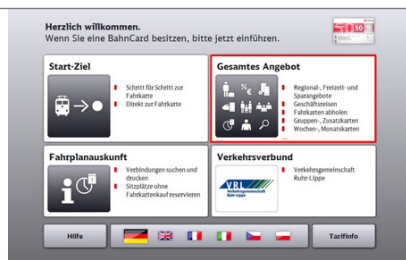 Herzlich willkommen.
Wenn Sie eine BahnCard besitzen, bitte jetzt einführen.
50
Start-Ziel
Schritt für Schritt zur
Fahrkarte
Direkt zur Fahrkarte
Gesamtes Angebot
Regional-, Freizeit- und
Sparangebote
Geschäftsreisen
Fahrkarten abholen
Gruppen-, Zusatzkarten
Wochen-, Monatskarten
...
Fahrplanauskunft
Verbindungen suchen und
drucken
Sitzplätze ohne
Fahrkartenkauf reservieren
Verkehrsverbund
VRL
Verkehrsgemeinschaft
Ruhr-Lippe
Verkehrsgemeinschaft
Ruhr-Lippe
Hilfe
Tarifinfo